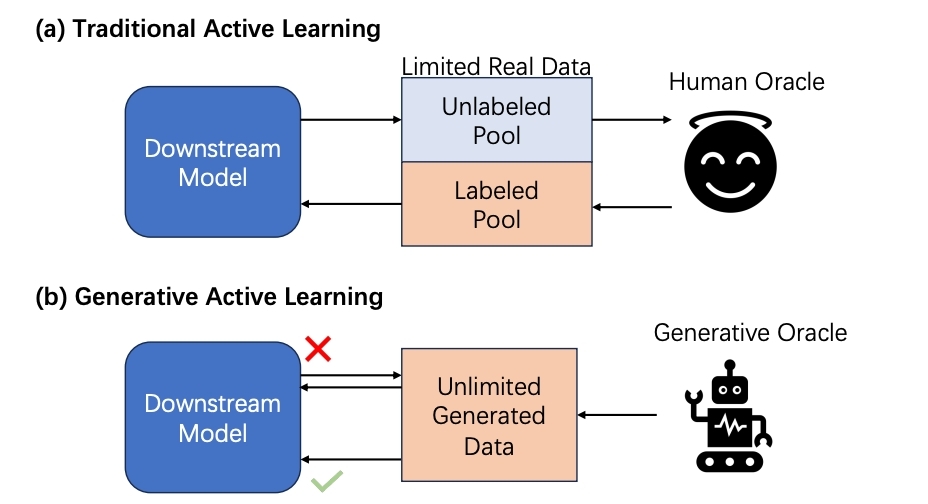 (a) Traditional Active Learning
Limited Real Data
Human Oracle
Unlabeled
Pool
Downstream
Model
Labeled
Pool
(b) Generative Active Learning
Generative Oracle
Downstream
Model
Unlimited
Generated
Data